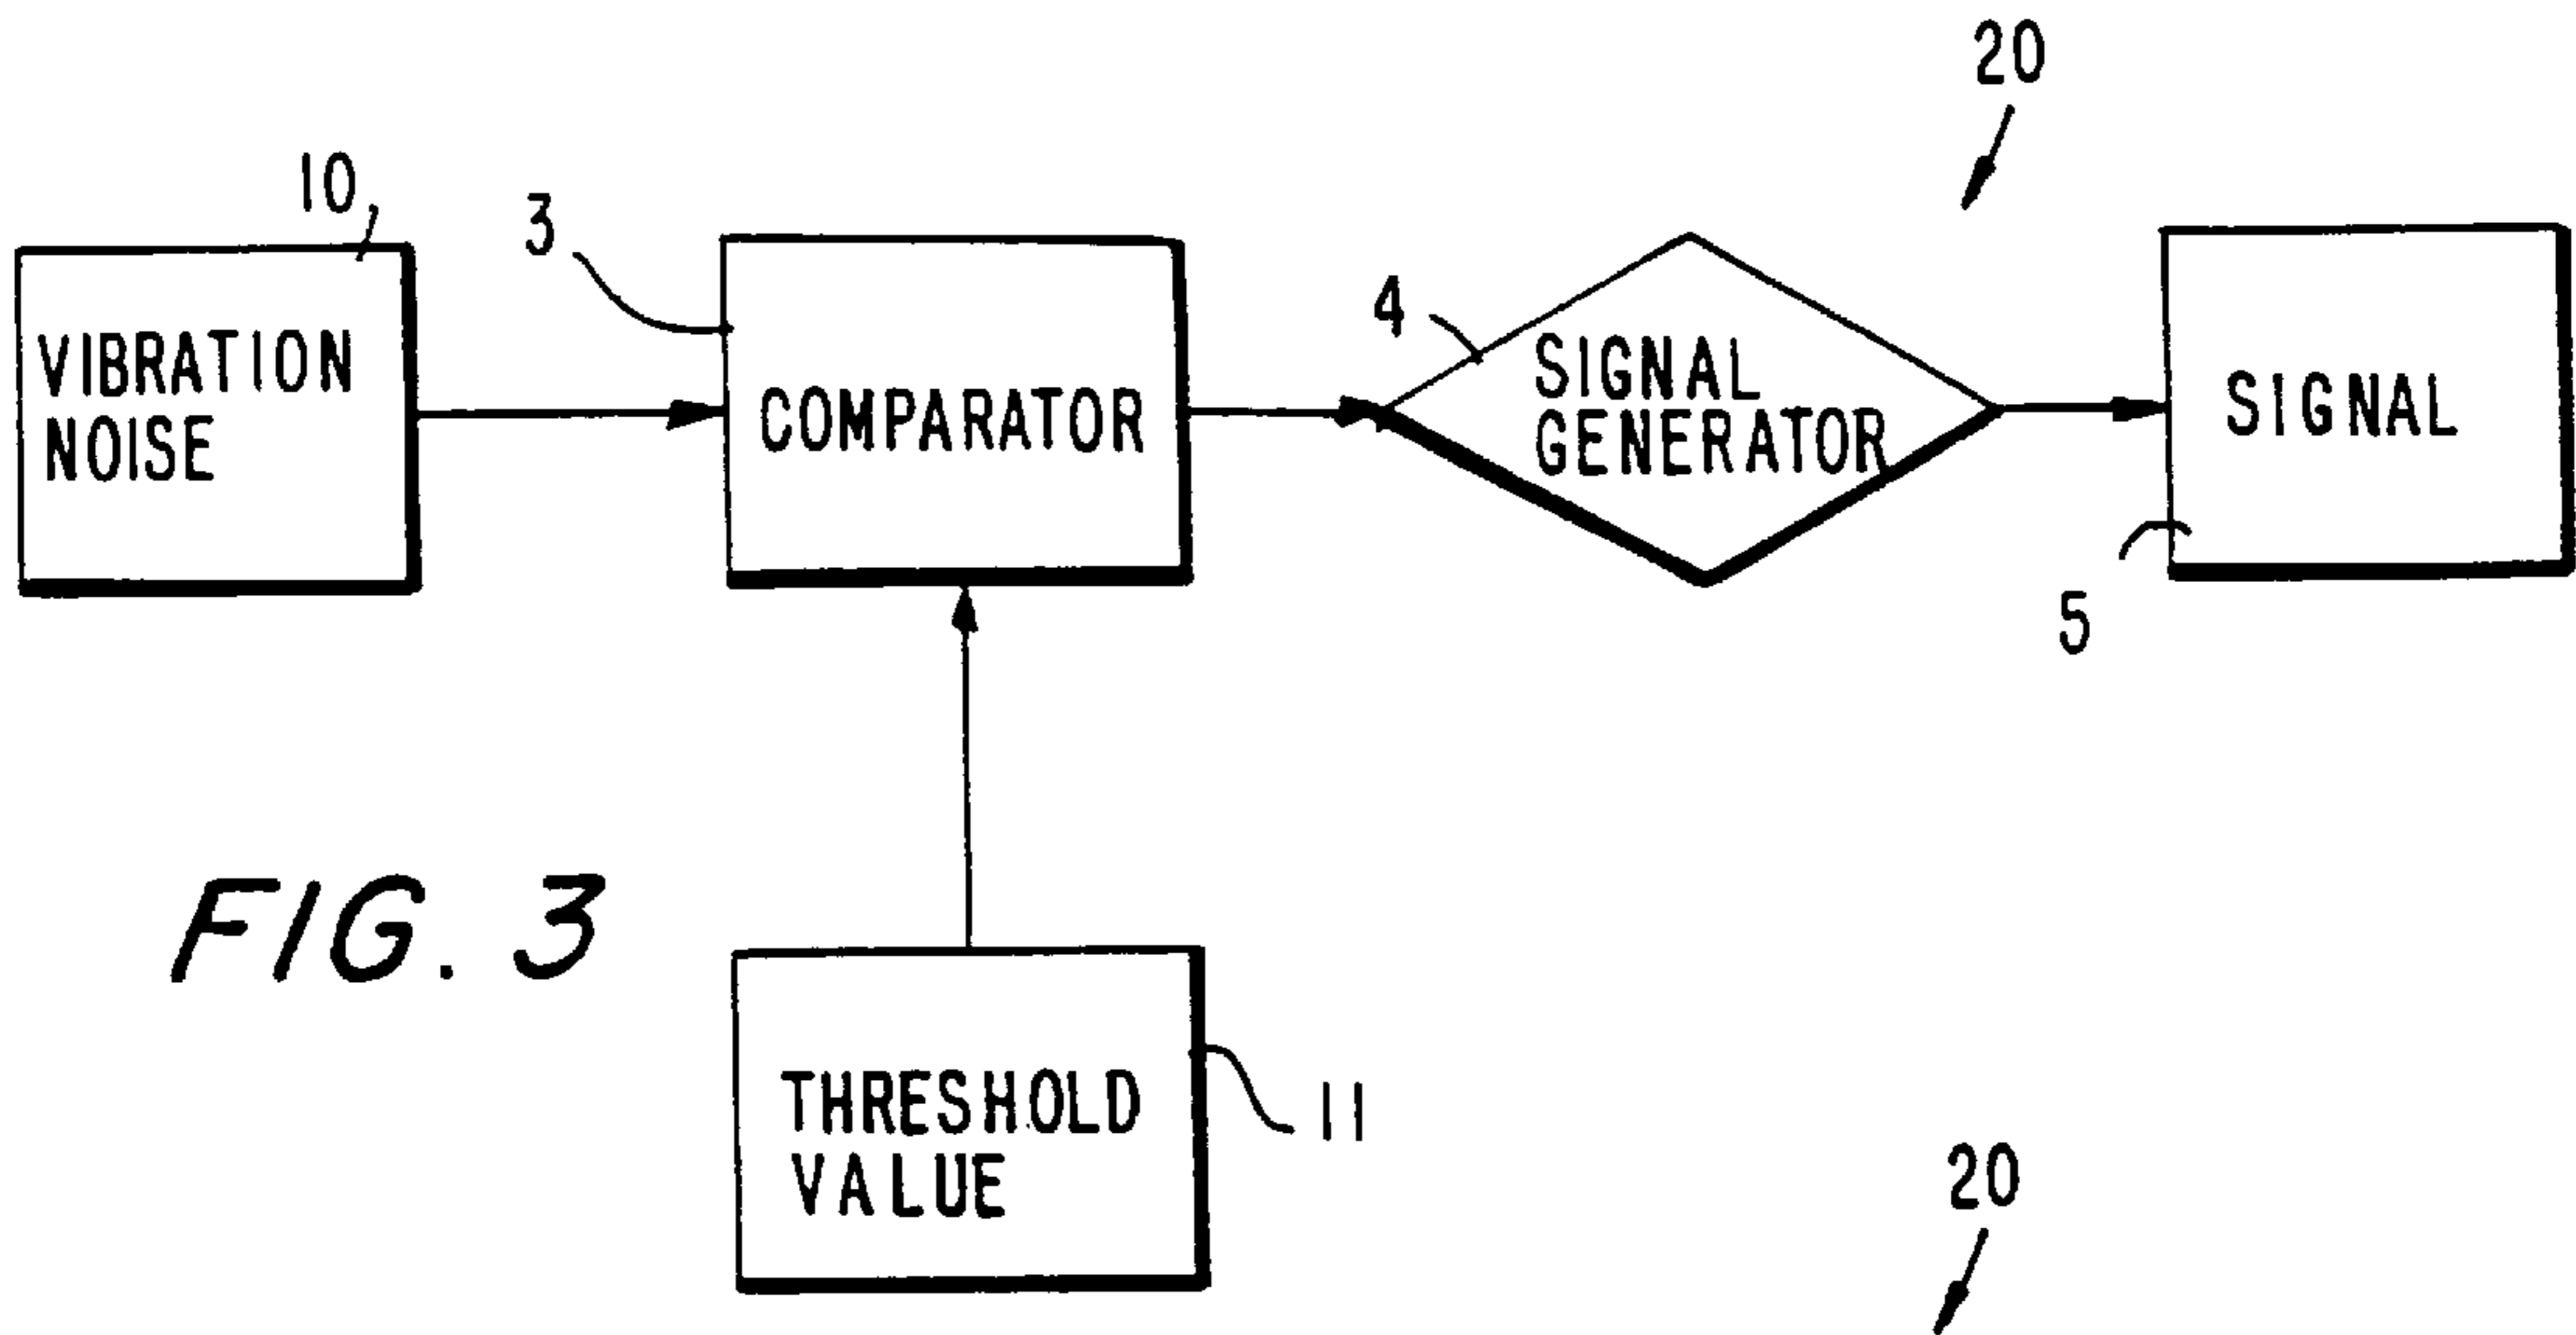 20
10
3
4
VIBRATION
NOISE
COMPARATOR
SIGNAL
GENERATOR
SIGNAL
5
FIG. 3
THRESHOLD
VALUE
11
20